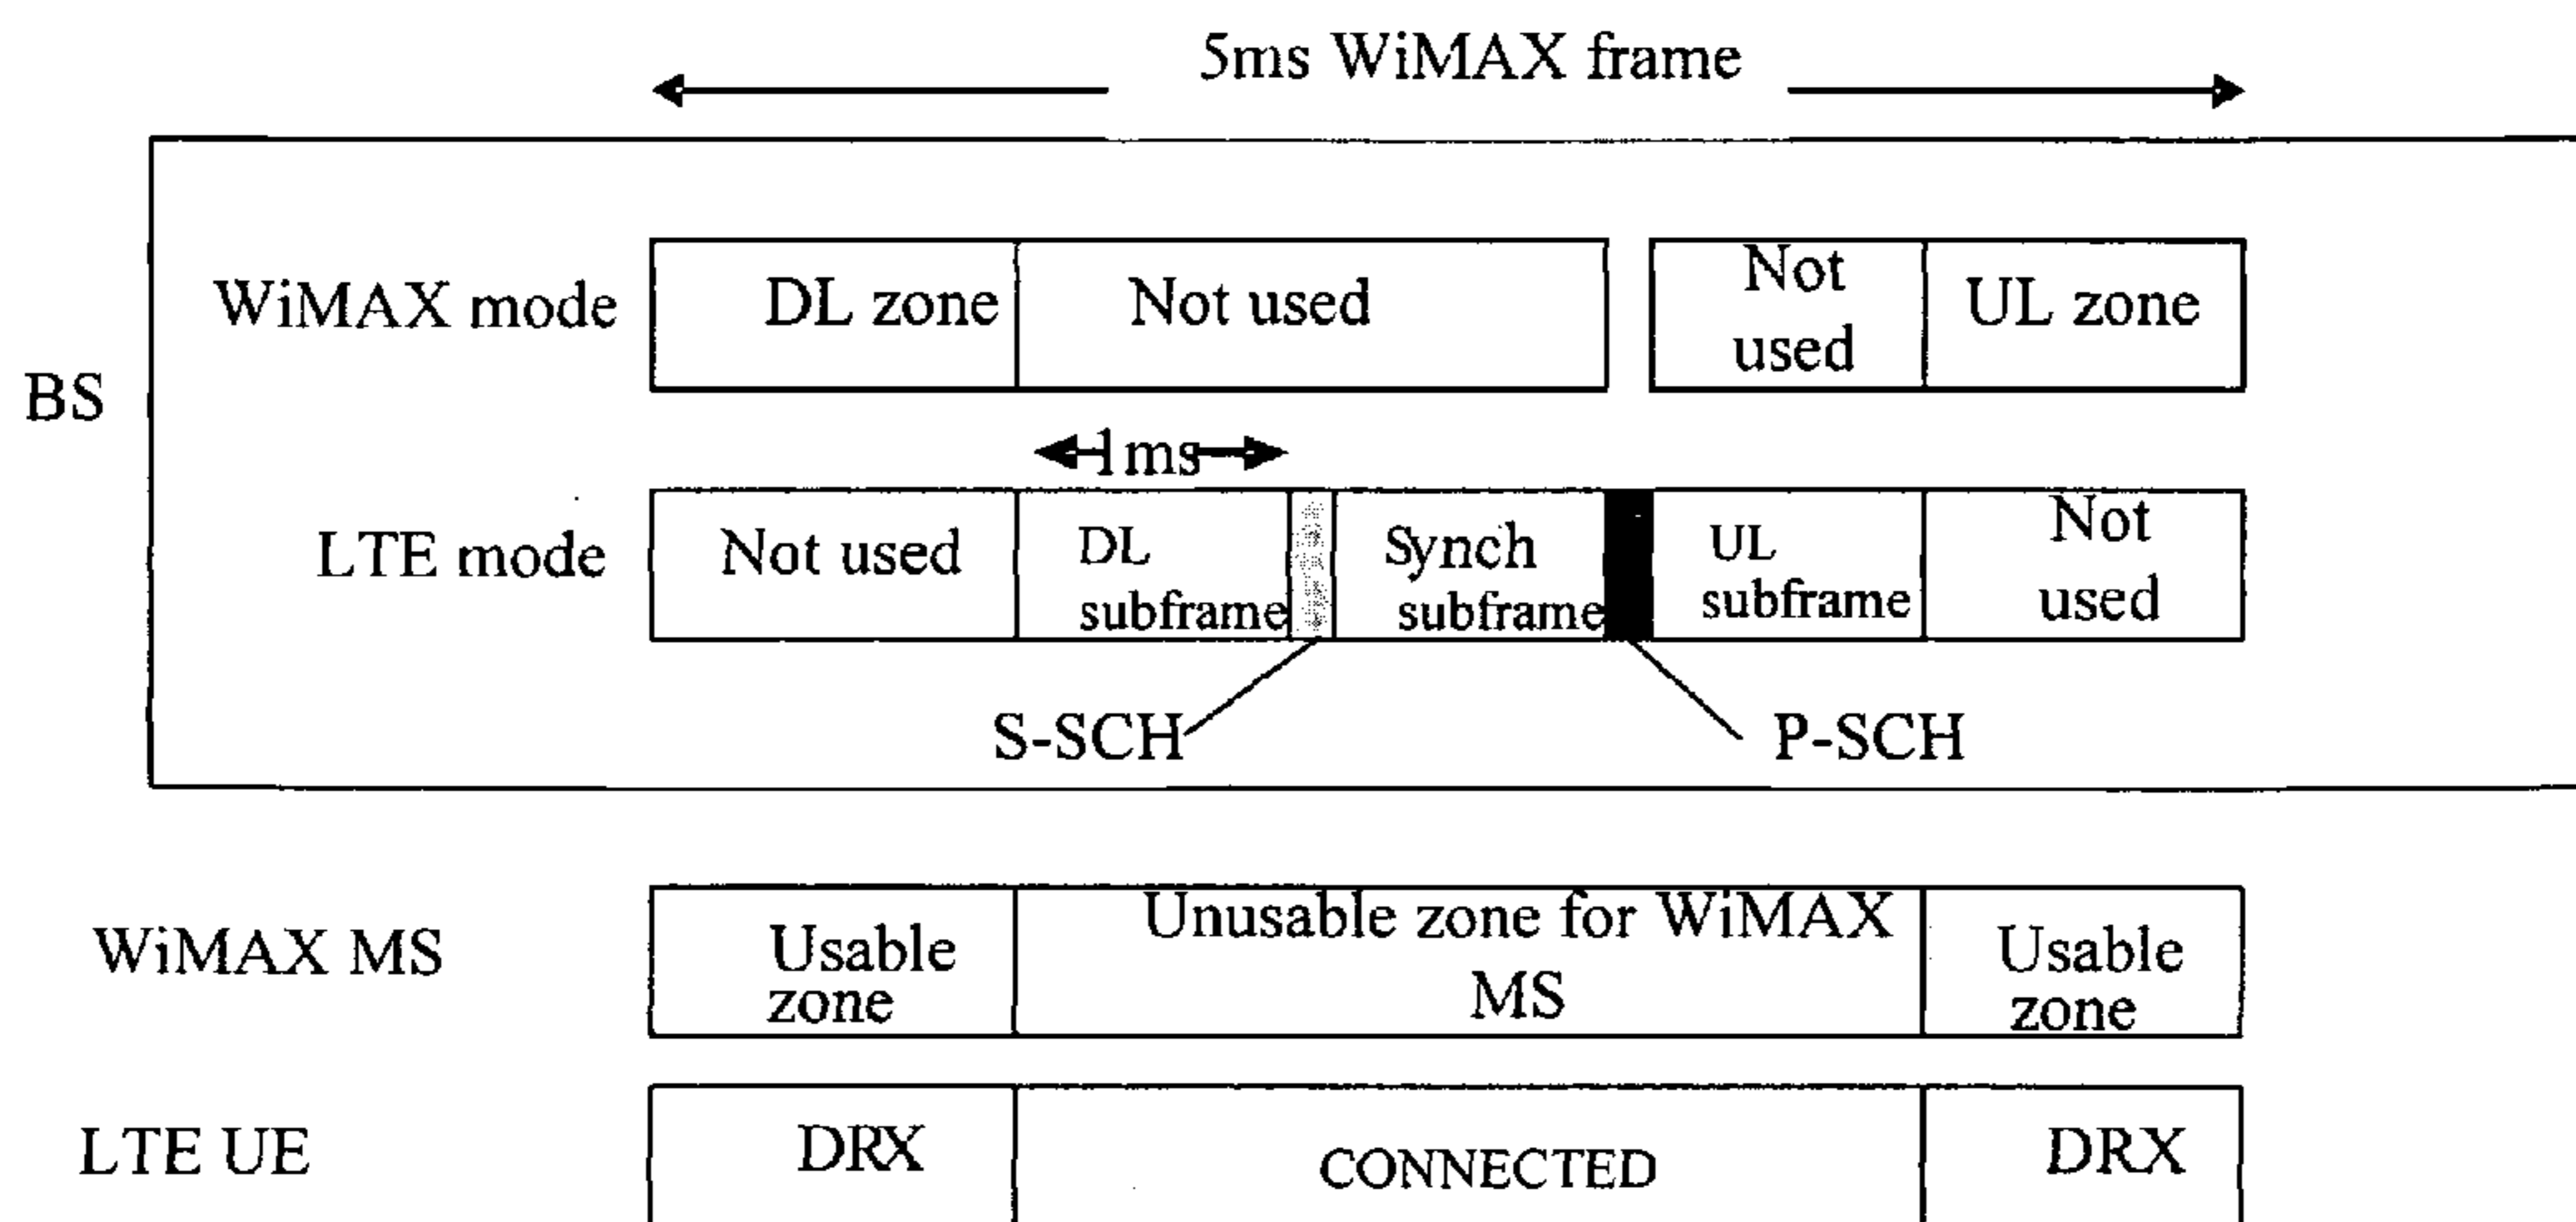 5ms WiMAX frame
BS
WiMAX mode
DL zone
Not used
Not
used
UL zone
1ms
LTE mode
Not used
DL
subframe
Synch
subframe
UL
subframe
Not
used
S-SCH
P-SCH
WiMAX MS
Usable
zone
Unusable zone for WiMAX
MS
Usable
zone
LTE UE
DRX
CONNECTED
DRX